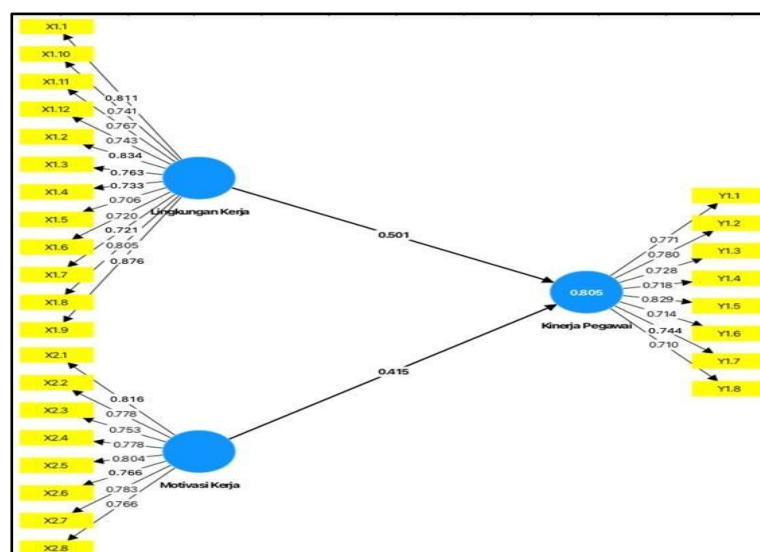 X1.1
X1.10
X1.11
X1.12
X1.2
X1.3
X1.4
X1.5
X1.6
X1.7
X1.8
X1.9
0.811
0.741
0.767
0.743
0.834
0.763
0.733
0.706
0.720
0.721
0.805
0.876
Lingkungan Kerja
X2.1
X2.2
X2.3
X2.4
X2.5
X2.6
X2.7
X2.8
0.816
0.778
0.753
0.778
0.804
0.766
0.783
0.766
Motivasi Kerja
0.501
0.415
0.805
Kinerja Pegawai
0.771
0.780
0.728
0.718
0.829
0.714
0.744
0.710
Y1.1
Y1.2
Y1.3
Y1.4
Y1.5
Y1.6
Y1.7
Y1.8